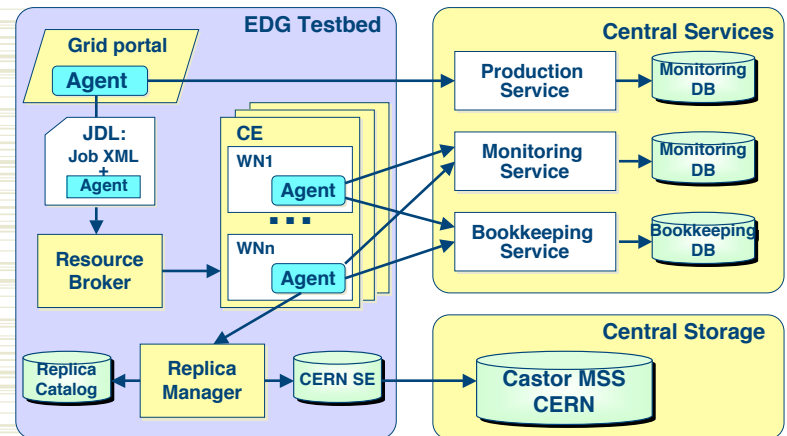 EDG Testbed
Grid portal
Agent
JDL:
Job XML
+
Agent
Resource
Broker
CE
WN1
Agent
...
WNn
Agent
Replica
Catalog
Replica
Manager
CERN SE
Central Services
Production
Service
Monitoring
DB
Monitoring
Service
Monitoring
DB
Bookkeeping
Service
Bookkeeping
DB
Central Storage
Castor MSS
CERN